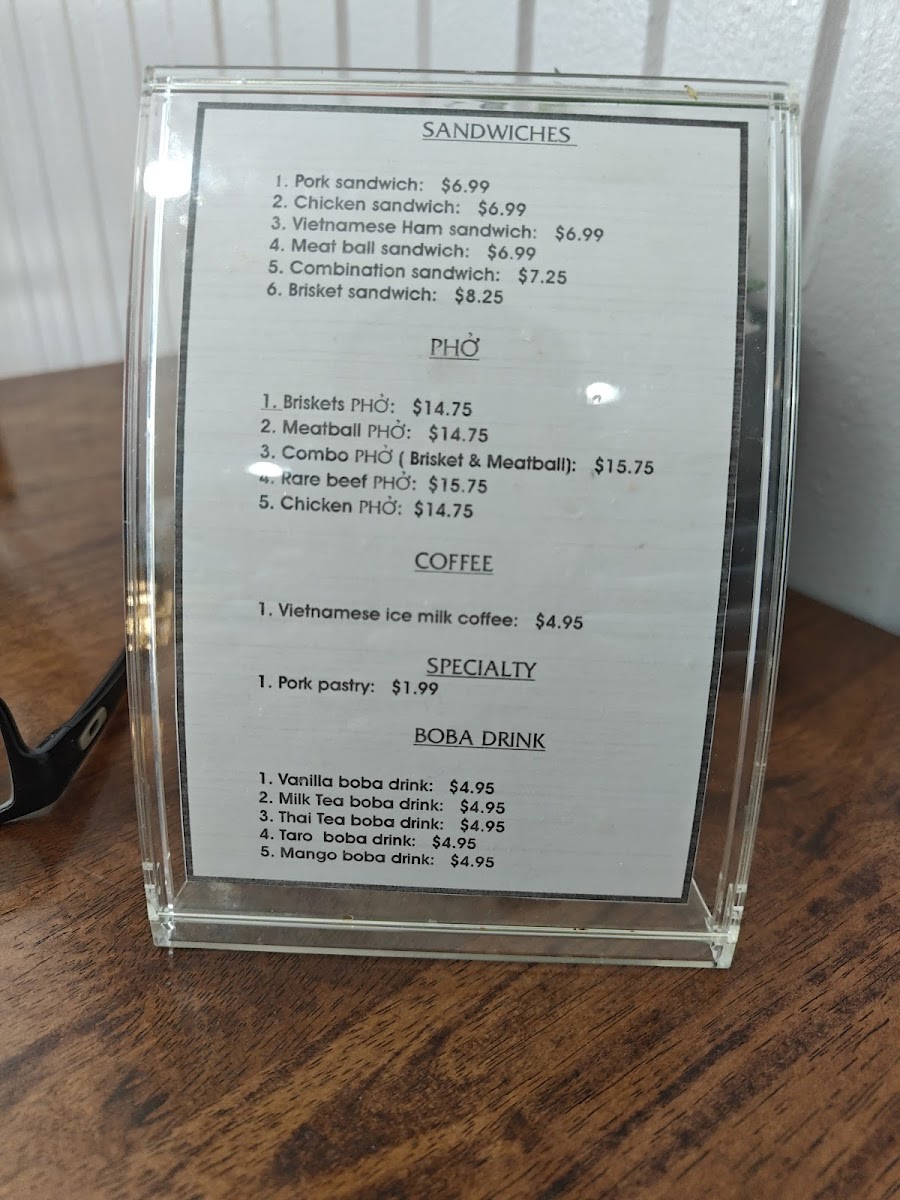 SANDWICHES
1. Pork sandwich: $6.99
2. Chicken sandwich: $6.99
3. Vietnamese Ham sandwich: $6.99
4. Meat ball sandwich: $6.99
5. Combination sandwich: $7.25
6. Brisket sandwich: $8.25
PHỞ
1. Briskets PHỞ: $14.75
2. Meatball PHỞ: $14.75
3. Combo PHỞ ( Brisket & Meatball): $15.75
4. Rare beef PHỞ: $15.75
5. Chicken PHỞ: $14.75
COFFEE
1. Vietnamese ice milk coffee: $4.95
SPECIALTY
1. Pork pastry: $1.99
BOBA DRINK
1. Vanilla boba drink: $4.95
2. Milk Tea boba drink: $4.95
3. Thai Tea boba drink: $4.95
4. Taro boba drink: $4.95
5. Mango boba drink: $4.95